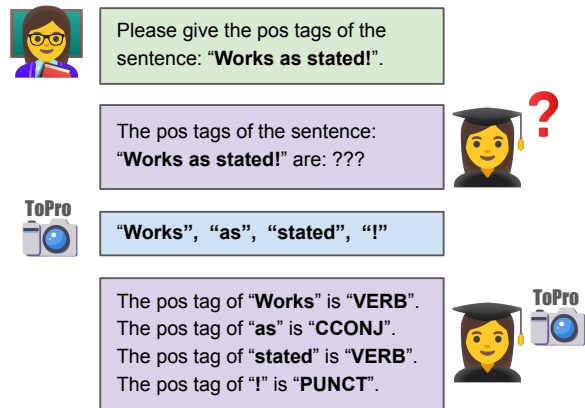 Please give the pos tags of the
sentence: “Works as stated!”.
?
The pos tags of the sentence:
“Works as stated!” are: ???
ToPro
“Works”, “as”, “stated”, “!”
The pos tag of “Works” is “VERB”.
The pos tag of “as” is “CCONJ”.
The pos tag of “stated” is “VERB”.
The pos tag of “!” is “PUNCT”.
ToPro